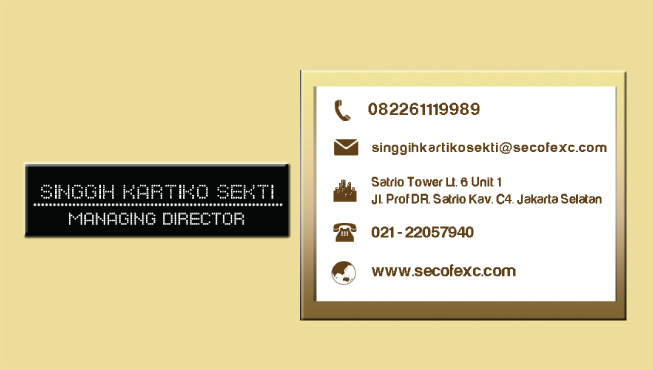 SINGGIH KARTIKO SEKTI
MANAGING DIRECTOR
082261119989
singgihkartikosekti@secofexc.com
Satrio Tower Lt. 6 Unit 1
Jl. Prof DR. Satrio Kav. C4. Jakarta Selatan
021 - 22057940
www.secofexc.com